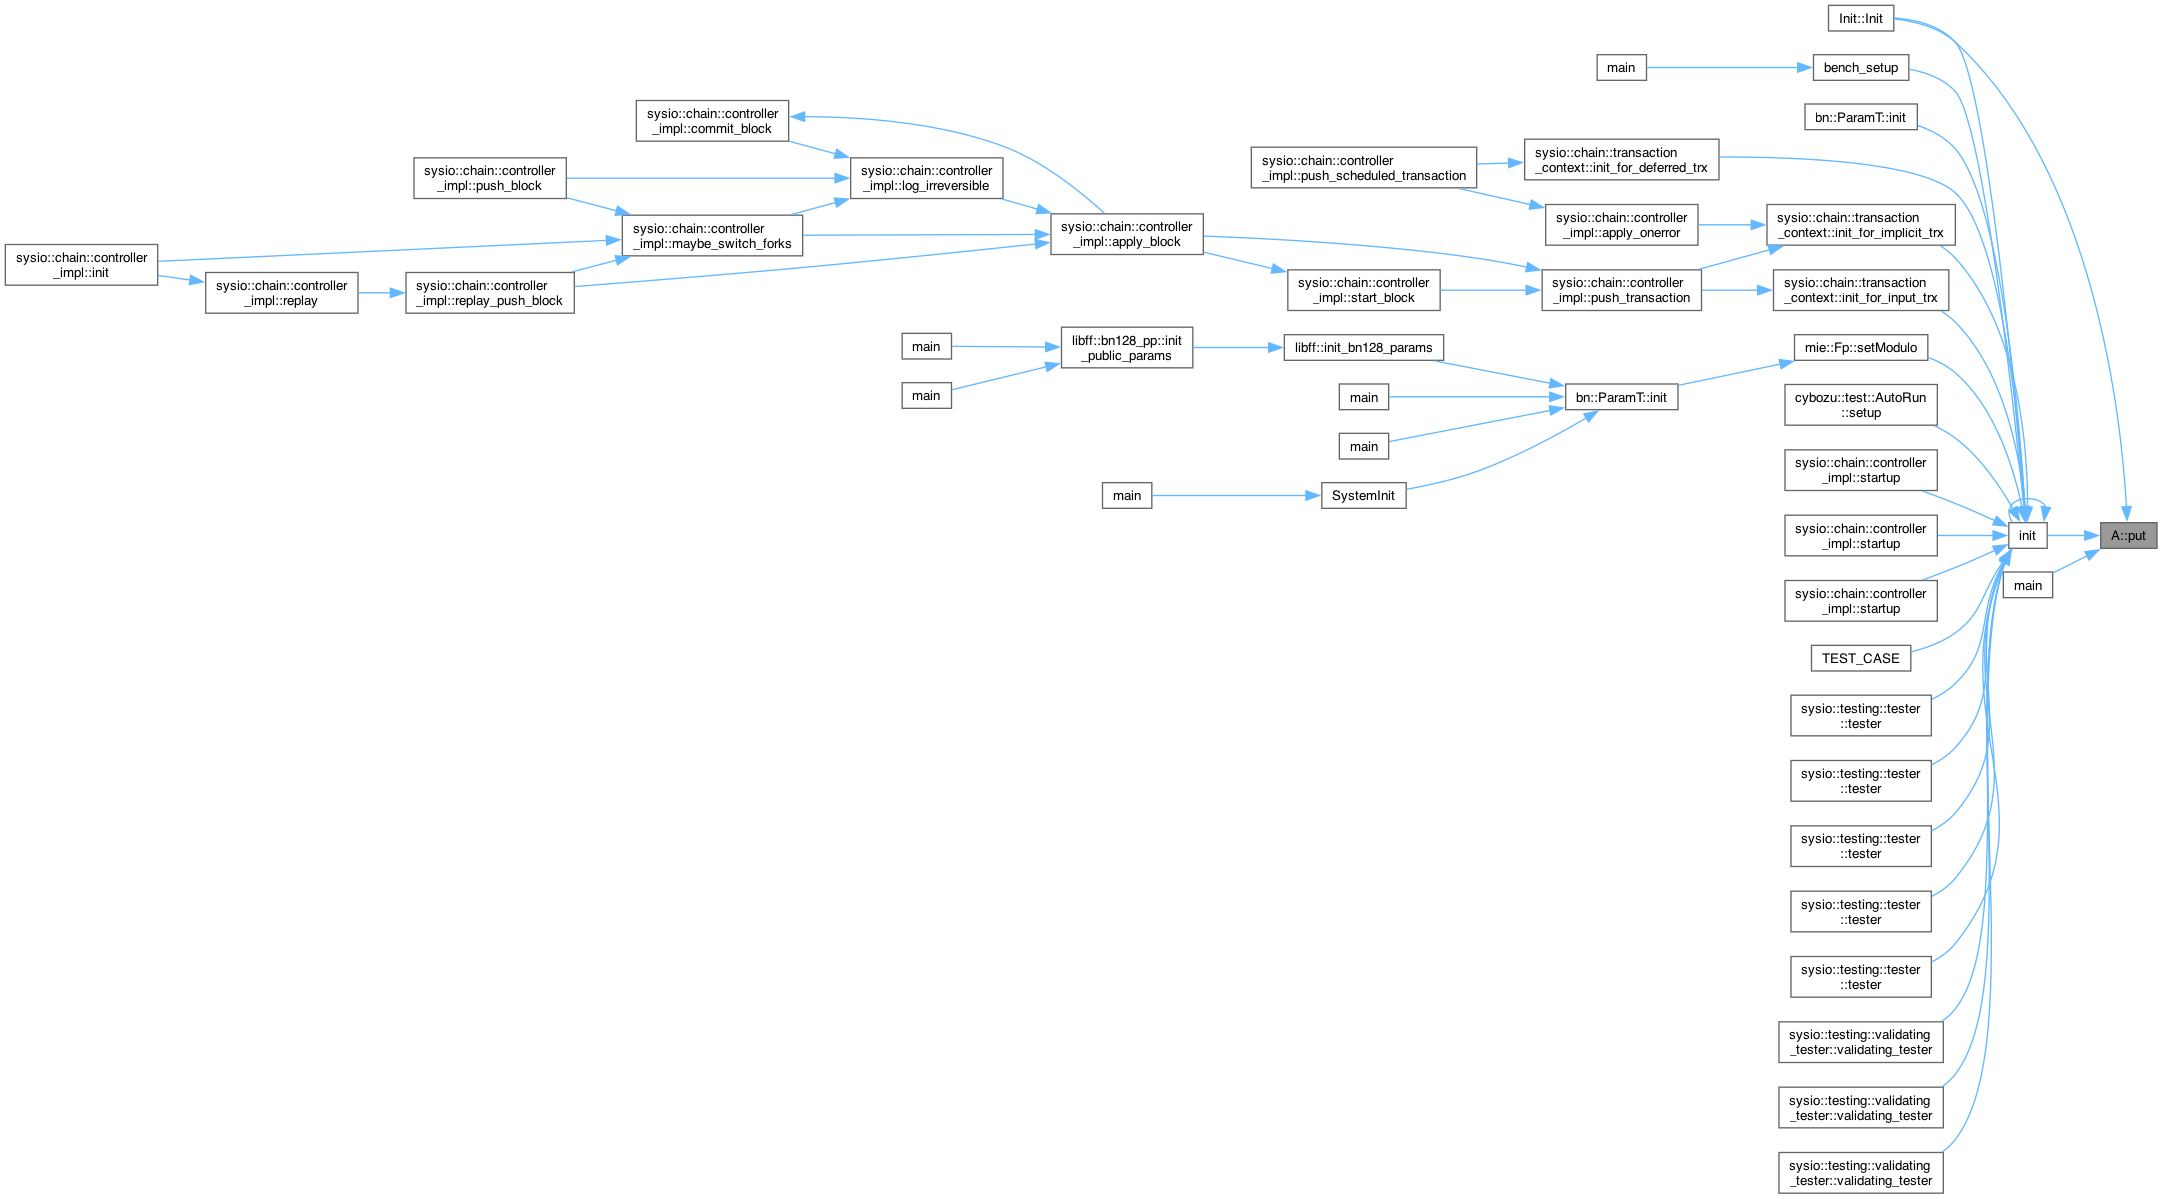 Init::Init
main
bench_setup
bn::ParamT::init
sysio::chain::controller
_impl::commit_block
sysio::chain::transaction
_context::init_for_deferred_trx
sysio::chain::controller
_impl::push_scheduled_transaction
sysio::chain::controller
_impl::push_block
sysio::chain::controller
_impl::log_irreversible
sysio::chain::controller
_impl::apply_onerror
sysio::chain::transaction
_context::init_for_implicit_trx
sysio::chain::controller
_impl::maybe_switch_forks
sysio::chain::controller
_impl::apply_block
sysio::chain::controller
_impl::init
sysio::chain::controller
_impl::replay
sysio::chain::controller
_impl::replay_push_block
sysio::chain::controller
_impl::start_block
sysio::chain::controller
_impl::push_transaction
sysio::chain::transaction
_context::init_for_input_trx
main
libff::bn128_pp::init
_public_params
libff::init_bn128_params
mie::Fp::setModulo
main
main
bn::ParamT::init
cybozu::test::AutoRun
::setup
main
main
SystemInit
sysio::chain::controller
_impl::startup
sysio::chain::controller
_impl::startup
init
A::put
main
sysio::chain::controller
_impl::startup
TEST_CASE
sysio::testing::tester
::tester
sysio::testing::tester
::tester
sysio::testing::tester
::tester
sysio::testing::tester
::tester
sysio::testing::tester
::tester
sysio::testing::validating
_tester::validating_tester
sysio::testing::validating
_tester::validating_tester
sysio::testing::validating
_tester::validating_tester